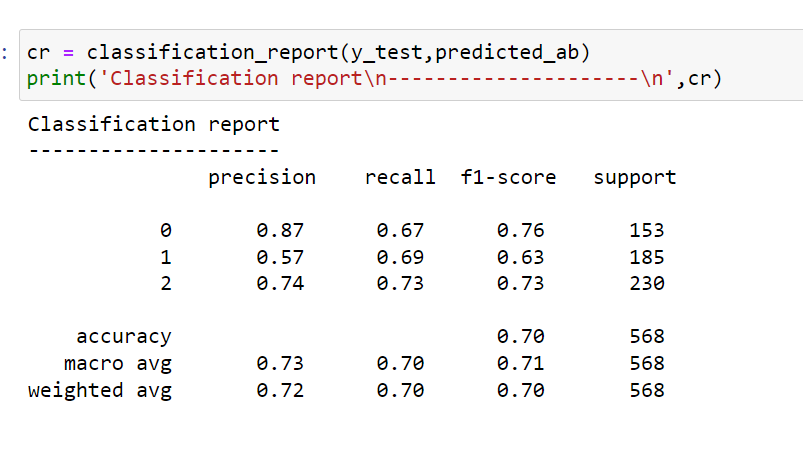 :
cr = classification_report(y_test,predicted_ab)
print('Classification report\n---------------------\n',cr)
Classification report
---------------------
precision recall f1-score support
0 0.87 0.67 0.76 153
1 0.57 0.69 0.63 185
2 0.74 0.73 0.73 230
accuracy 0.70 568
macro avg 0.73 0.70 0.71 568
weighted avg 0.72 0.70 0.70 568